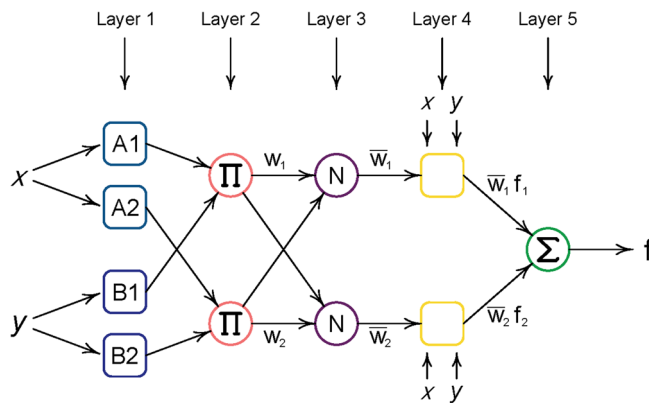 Layer 1 Layer 2 Layer 3 Layer 4 Layer 5
x y
A1 Π w₁ N w̅₁
x
A2 w̅₁ f₁
Σ f
B1
y w̅₂ f₂
B2 Π w₂ N w̅₂
x y